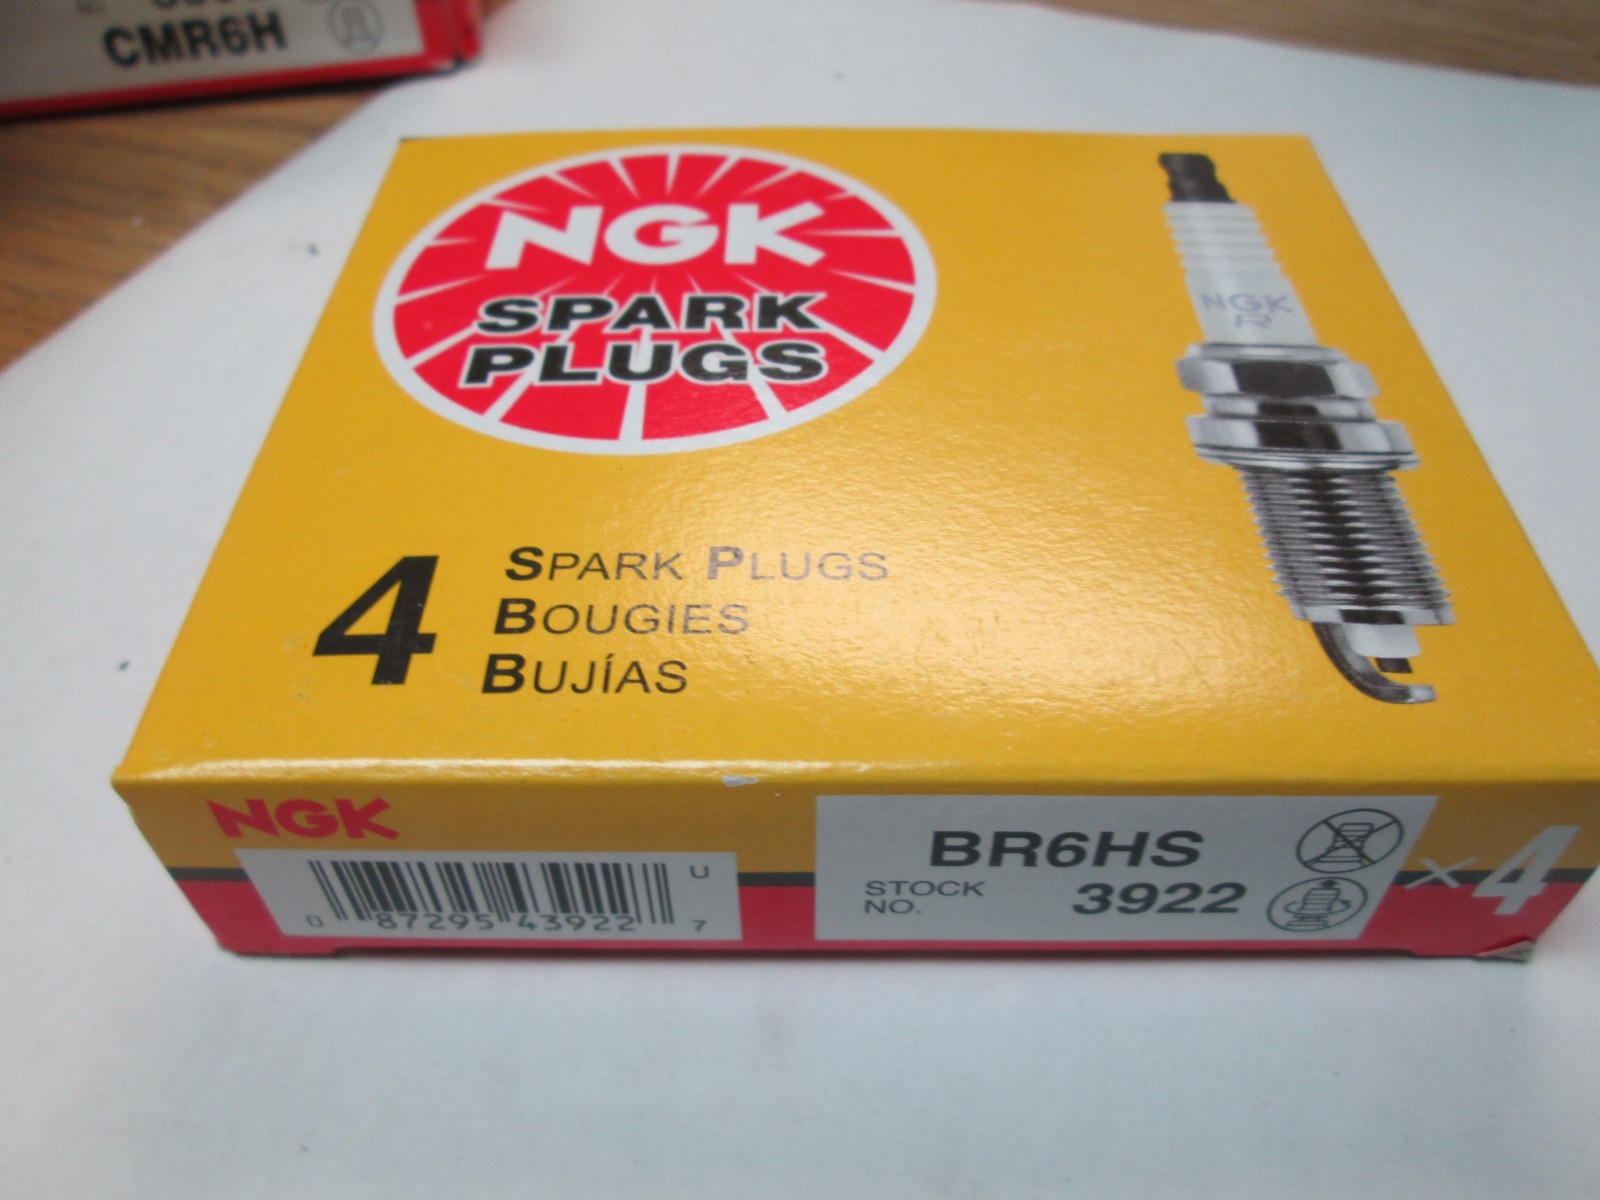 CMR6H
NGK
SPARK
PLUGS
NGK
R
4
SPARK PLUGS
BOUGIES
BUJÍAS
NGK
0 87295 43922 7
U
BR6HS
STOCK
NO. 3922
×4